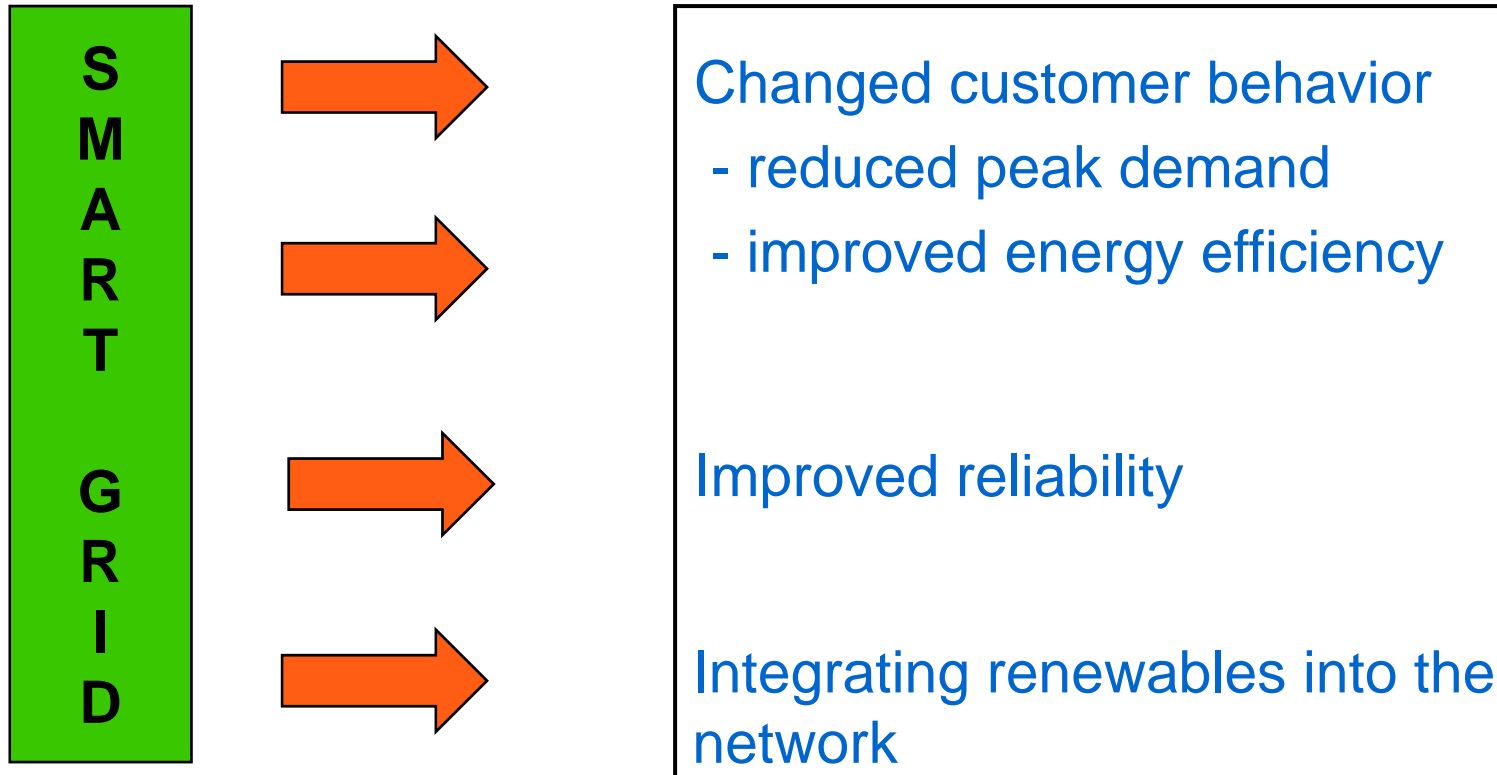 S
M
A
R
T
G
R
I
D
Changed customer behavior
- reduced peak demand
- improved energy efficiency
Improved reliability
Integrating renewables into the
network